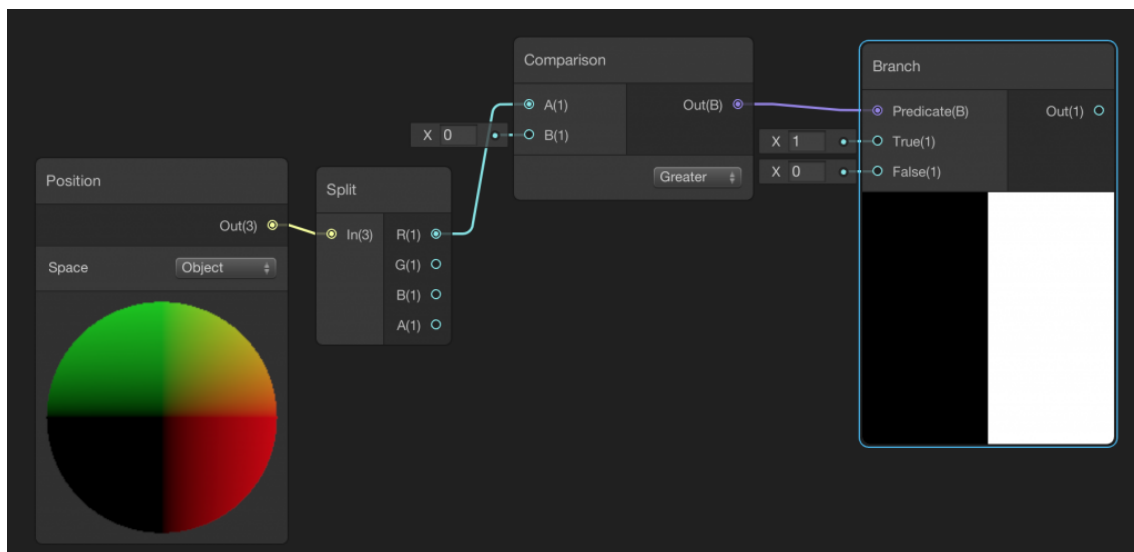 Position
Out(3)
Space Object
Split
In(3) R(1)
G(1)
B(1)
A(1)
Comparison
A(1) Out(B)
X 0 B(1)
Greater
Branch
Predicate(B) Out(1)
X 1 True(1)
X 0 False(1)